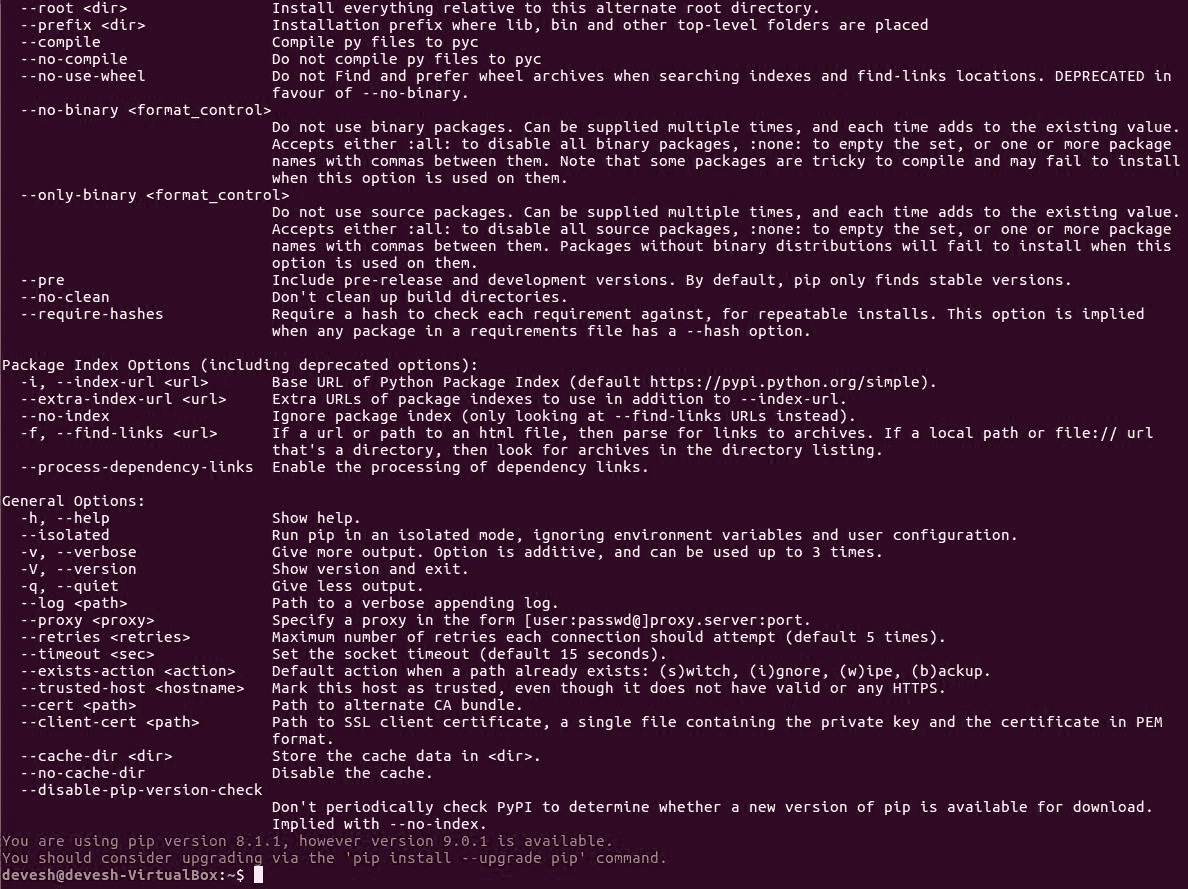 --root <dir> Install everything relative to this alternate root directory.
--prefix <dir> Installation prefix where lib, bin and other top-level folders are placed
--compile Compile py files to pyc
--no-compile Do not compile py files to pyc
--no-use-wheel Do not Find and prefer wheel archives when searching indexes and find-links locations. DEPRECATED in
favour of --no-binary.
--no-binary <format_control>
Do not use binary packages. Can be supplied multiple times, and each time adds to the existing value.
Accepts either :all: to disable all binary packages, :none: to empty the set, or one or more package
names with commas between them. Note that some packages are tricky to compile and may fail to install
when this option is used on them.
--only-binary <format_control>
Do not use source packages. Can be supplied multiple times, and each time adds to the existing value.
Accepts either :all: to disable all source packages, :none: to empty the set, or one or more package
names with commas between them. Packages without binary distributions will fail to install when this
option is used on them.
--pre Include pre-release and development versions. By default, pip only finds stable versions.
--no-clean Don't clean up build directories.
--require-hashes Require a hash to check each requirement against, for repeatable installs. This option is implied
when any package in a requirements file has a --hash option.
Package Index Options (including deprecated options):
-i, --index-url <url> Base URL of Python Package Index (default https://pypi.python.org/simple).
--extra-index-url <url> Extra URLs of package indexes to use in addition to --index-url.
--no-index Ignore package index (only looking at --find-links URLs instead).
-f, --find-links <url> If a url or path to an html file, then parse for links to archives. If a local path or file:// url
that's a directory, then look for archives in the directory listing.
--process-dependency-links Enable the processing of dependency links.
General Options:
-h, --help Show help.
--isolated Run pip in an isolated mode, ignoring environment variables and user configuration.
-v, --verbose Give more output. Option is additive, and can be used up to 3 times.
-V, --version Show version and exit.
-q, --quiet Give less output.
--log <path> Path to a verbose appending log.
--proxy <proxy> Specify a proxy in the form [user:passwd@]proxy.server:port.
--retries <retries> Maximum number of retries each connection should attempt (default 5 times).
--timeout <sec> Set the socket timeout (default 15 seconds).
--exists-action <action> Default action when a path already exists: (s)witch, (i)gnore, (w)ipe, (b)ackup.
--trusted-host <hostname> Mark this host as trusted, even though it does not have valid or any HTTPS.
--cert <path> Path to alternate CA bundle.
--client-cert <path> Path to SSL client certificate, a single file containing the private key and the certificate in PEM
format.
--cache-dir <dir> Store the cache data in <dir>.
--no-cache-dir Disable the cache.
--disable-pip-version-check
Don't periodically check PyPI to determine whether a new version of pip is available for download.
Implied with --no-index.
You are using pip version 8.1.1, however version 9.0.1 is available.
You should consider upgrading via the 'pip install --upgrade pip' command.
devesh@devesh-VirtualBox:~$